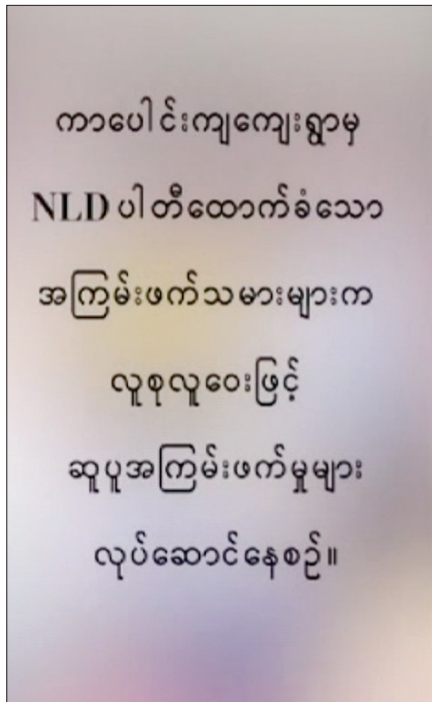 ကာပေါင်းကျကျေးရွာမှ
NLD ပါတီထောက်ခံသော
အကြမ်းဖက်သမားများက
လူစုလူဝေးဖြင့်
ဆူပူအကြမ်းဖက်မှုများ
လုပ်ဆောင်နေစဉ်။